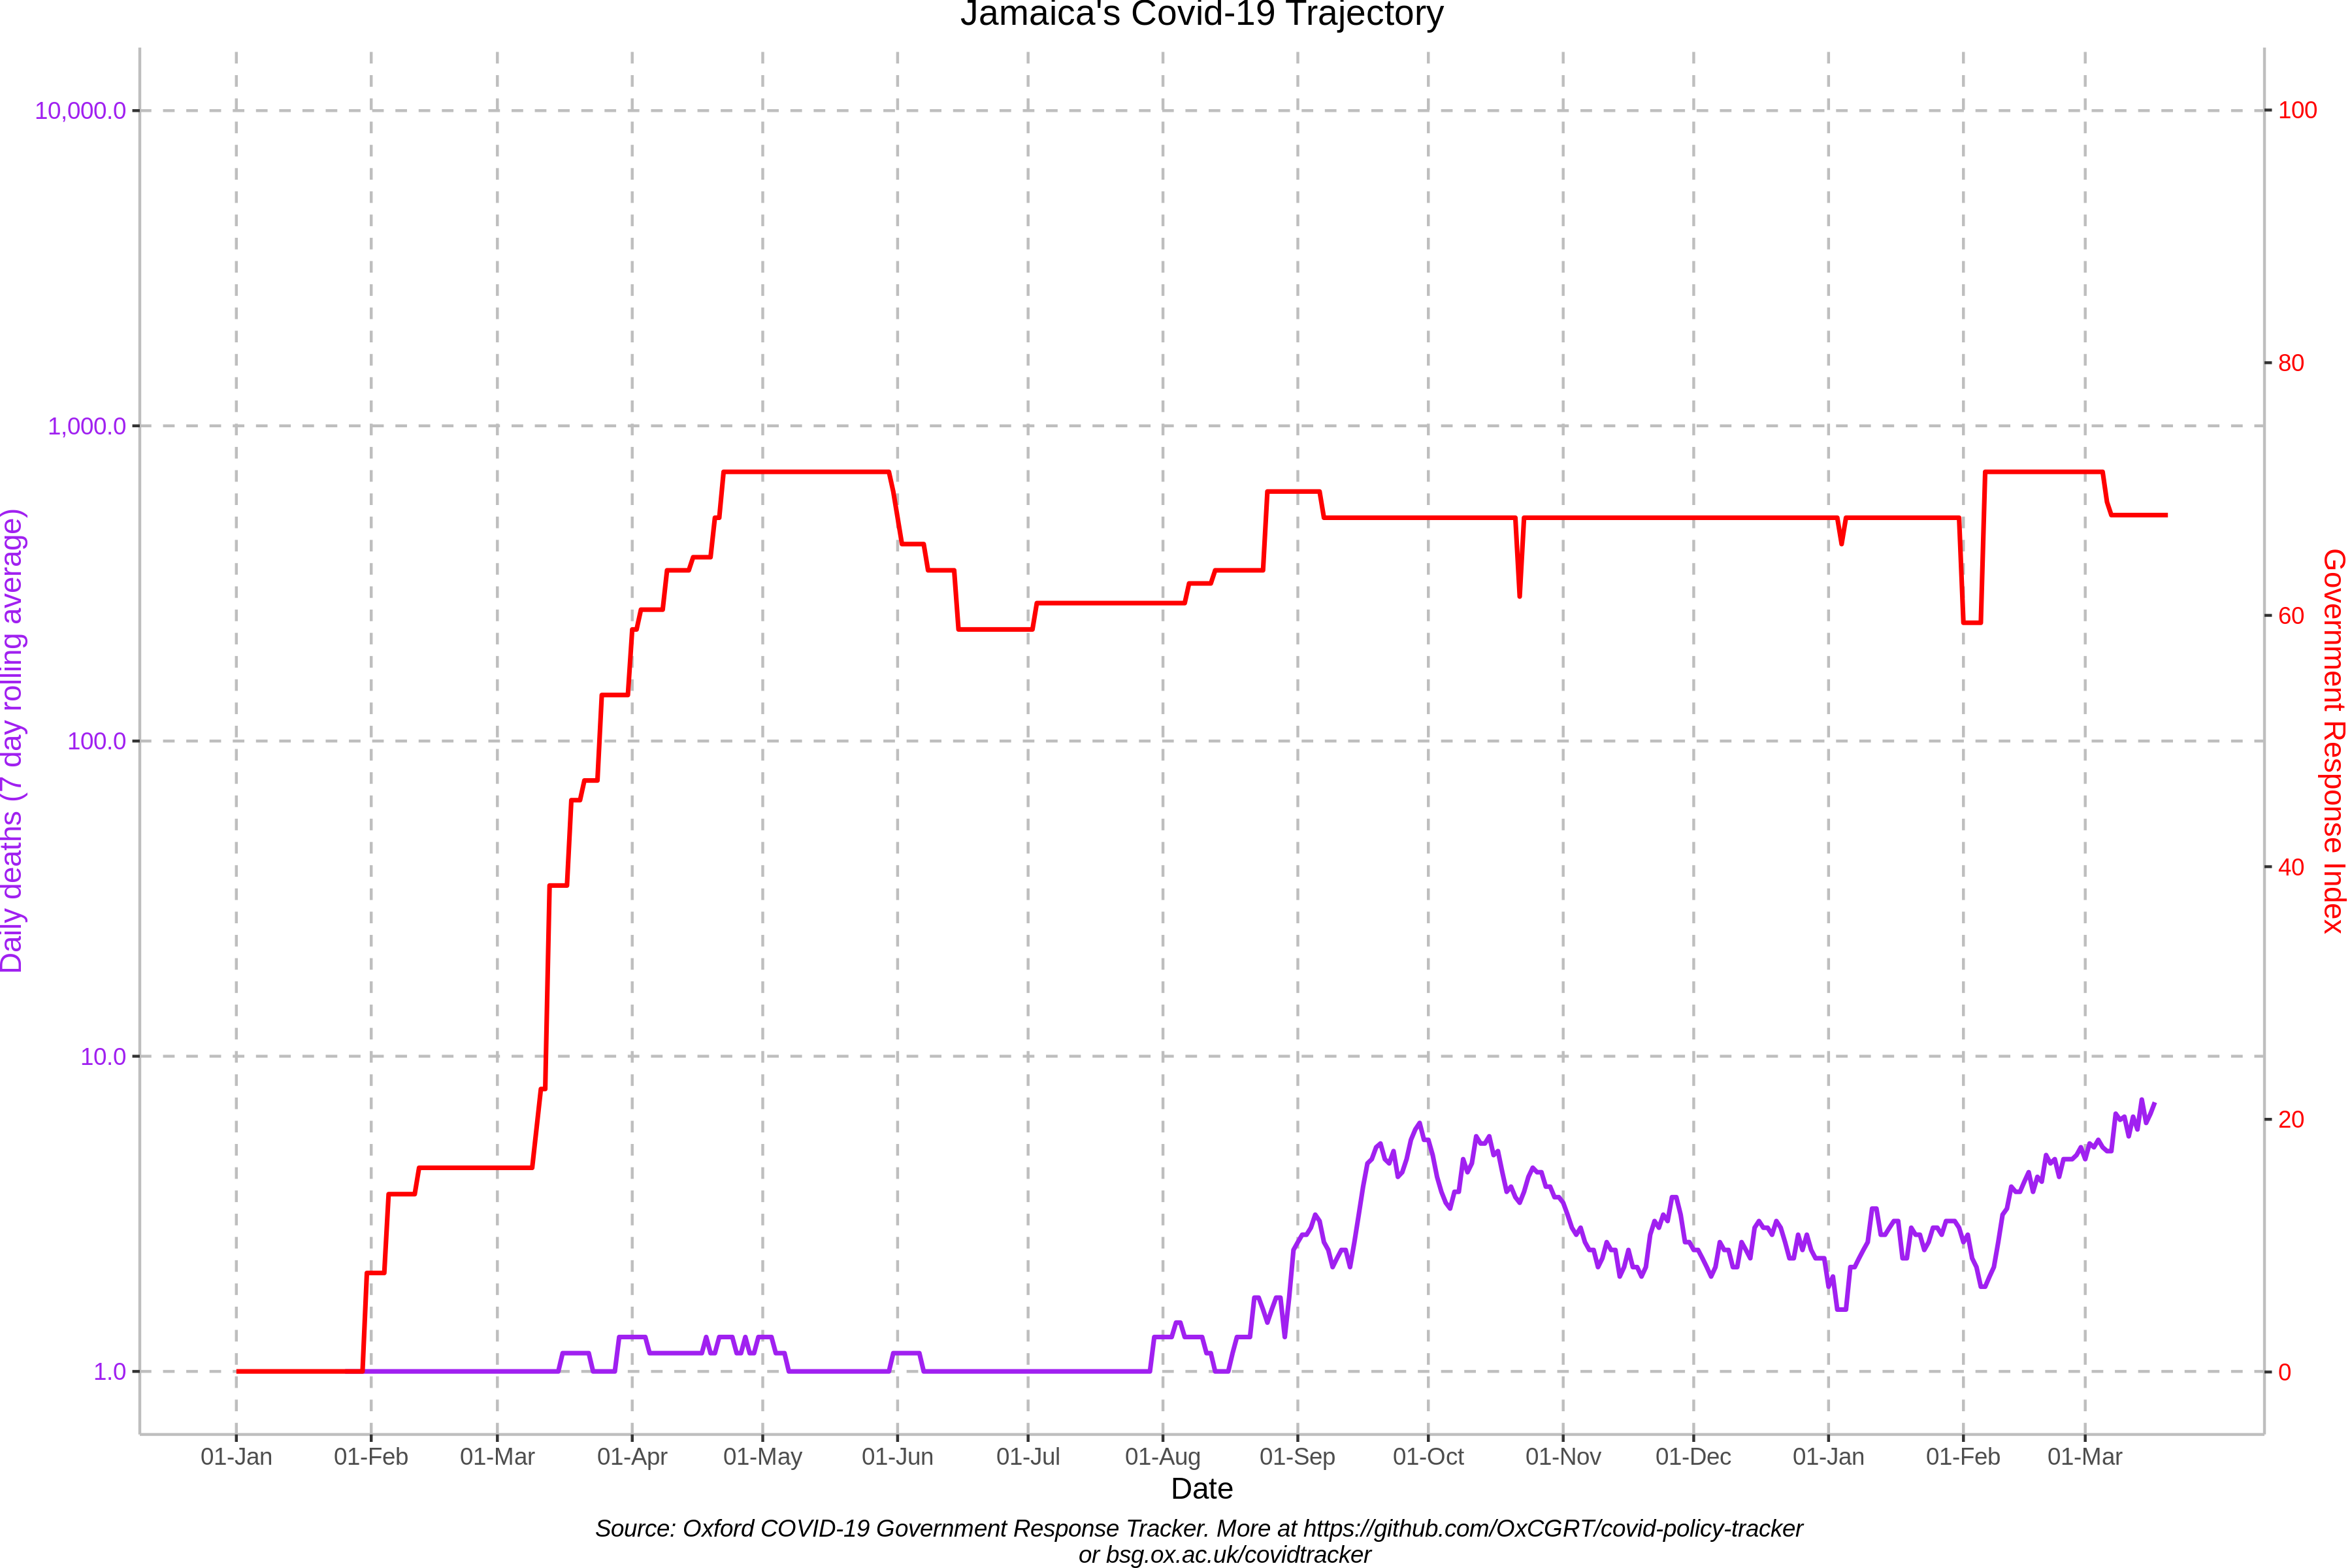 Jamaica's Covid-19 Trajectory
10,000.0
1,000.0
100.0
10.0
1.0
Daily deaths (7 day rolling average)
100
80
60
40
20
0
Government Response Index
01-Jan 01-Feb 01-Mar 01-Apr 01-May 01-Jun 01-Jul 01-Aug 01-Sep 01-Oct 01-Nov 01-Dec 01-Jan 01-Feb 01-Mar
Date
Source: Oxford COVID-19 Government Response Tracker. More at https://github.com/OxCGRT/covid-policy-tracker
or bsg.ox.ac.uk/covidtracker